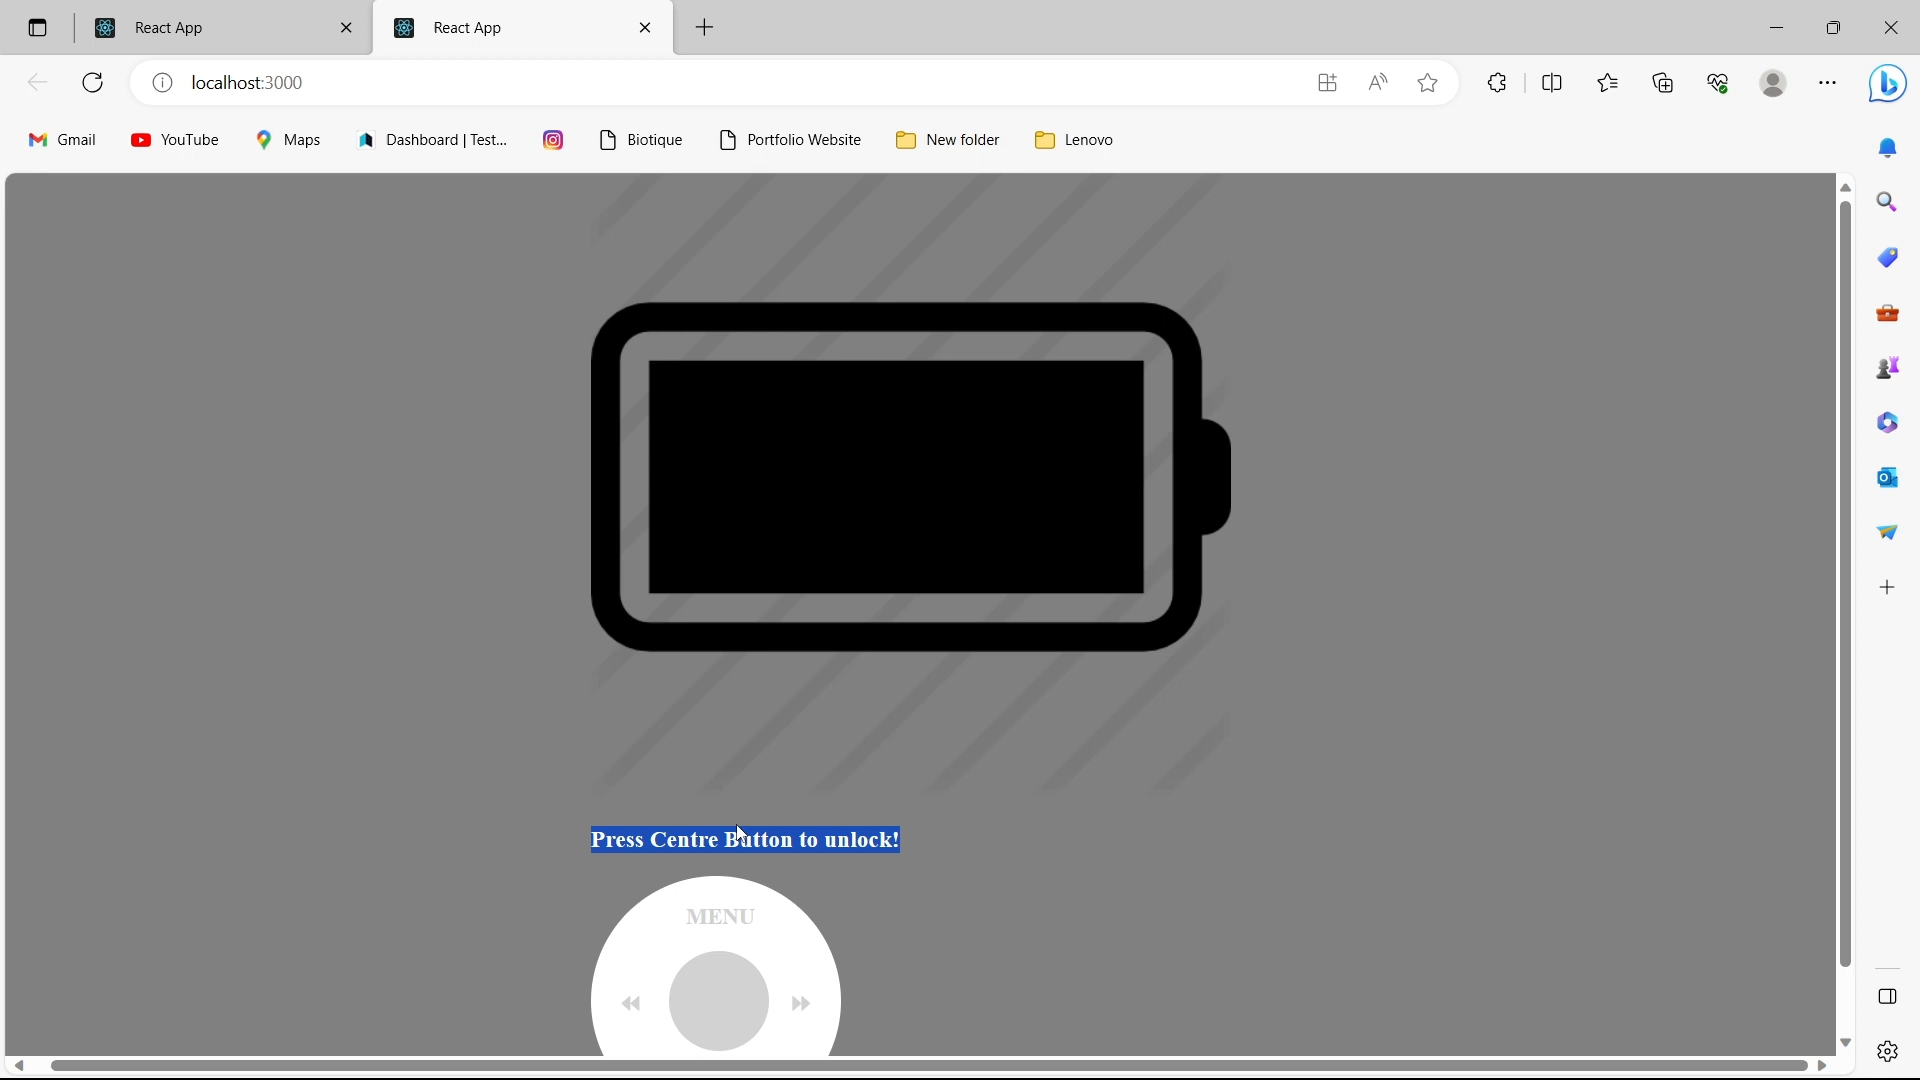 React App
React App
localhost:3000
Gmail
YouTube
Maps
Dashboard | Test...
Biotique
Portfolio Website
New folder
Lenovo
Press Centre Button to unlock!
MENU